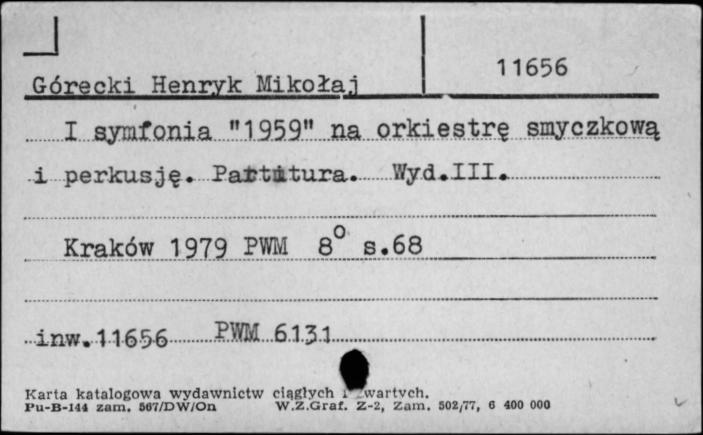 11656
Górecki Henryk Mikołaj
I symfonia "1959" na orkiestrę smyczkową
i perkusję. Partitura. Wyd.III.
Kraków 1979 PWM 8° s.68
inw.11656 PWM 6131
Karta katalogowa wydawnictw ciągłych i zwartych.
Pu-B-144 zam. 567/DW/On W.Z.Graf. Z-2, Zam. 502/77, 6 400 000